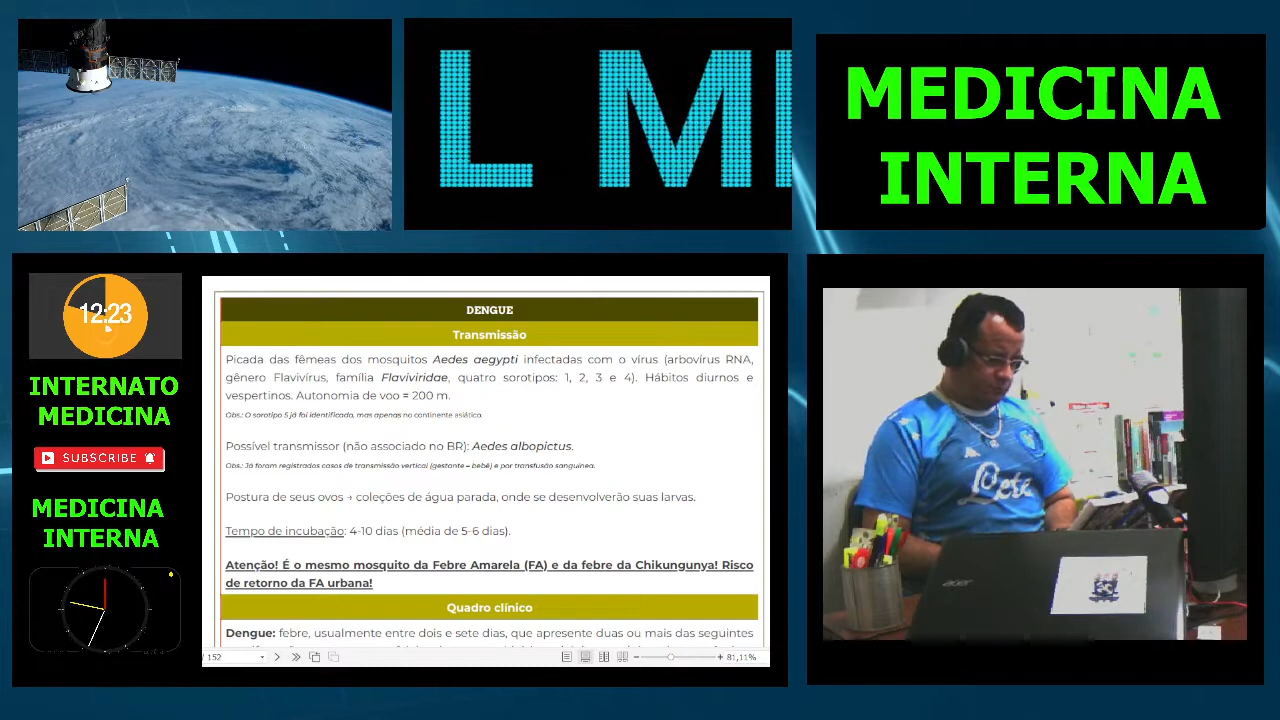 L M
MEDICINA
INTERNA
12:23
INTERNATO
MEDICINA
SUBSCRIBE
MEDICINA
INTERNA
DENGUE
Transmissão
Picada das fêmeas dos mosquitos Aedes aegypti infectadas com o vírus (arbovírus RNA,
gênero Flavivírus, família Flaviviridae, quatro sorotipos: 1, 2, 3 e 4). Hábitos diurnos e
vespertinos. Autonomia de voo = 200 m.
Obs.: O sorotipo 5 já foi identificado, mas apenas no continente asiático.
Possível transmissor (não associado no BR): Aedes albopictus.
Obs.: Já foram registrados casos de transmissão vertical (gestante – bebê) e por transfusão sanguínea.
Postura de seus ovos → coleções de água parada, onde se desenvolverão suas larvas.
Tempo de incubação: 4-10 dias (média de 5-6 dias).
Atenção! É o mesmo mosquito da Febre Amarela (FA) e da febre da Chikungunya! Risco
de retorno da FA urbana!
Quadro clínico
Dengue: febre, usualmente entre dois e sete dias, que apresente duas ou mais das seguintes
/ 152
81,11%
Lete
acer